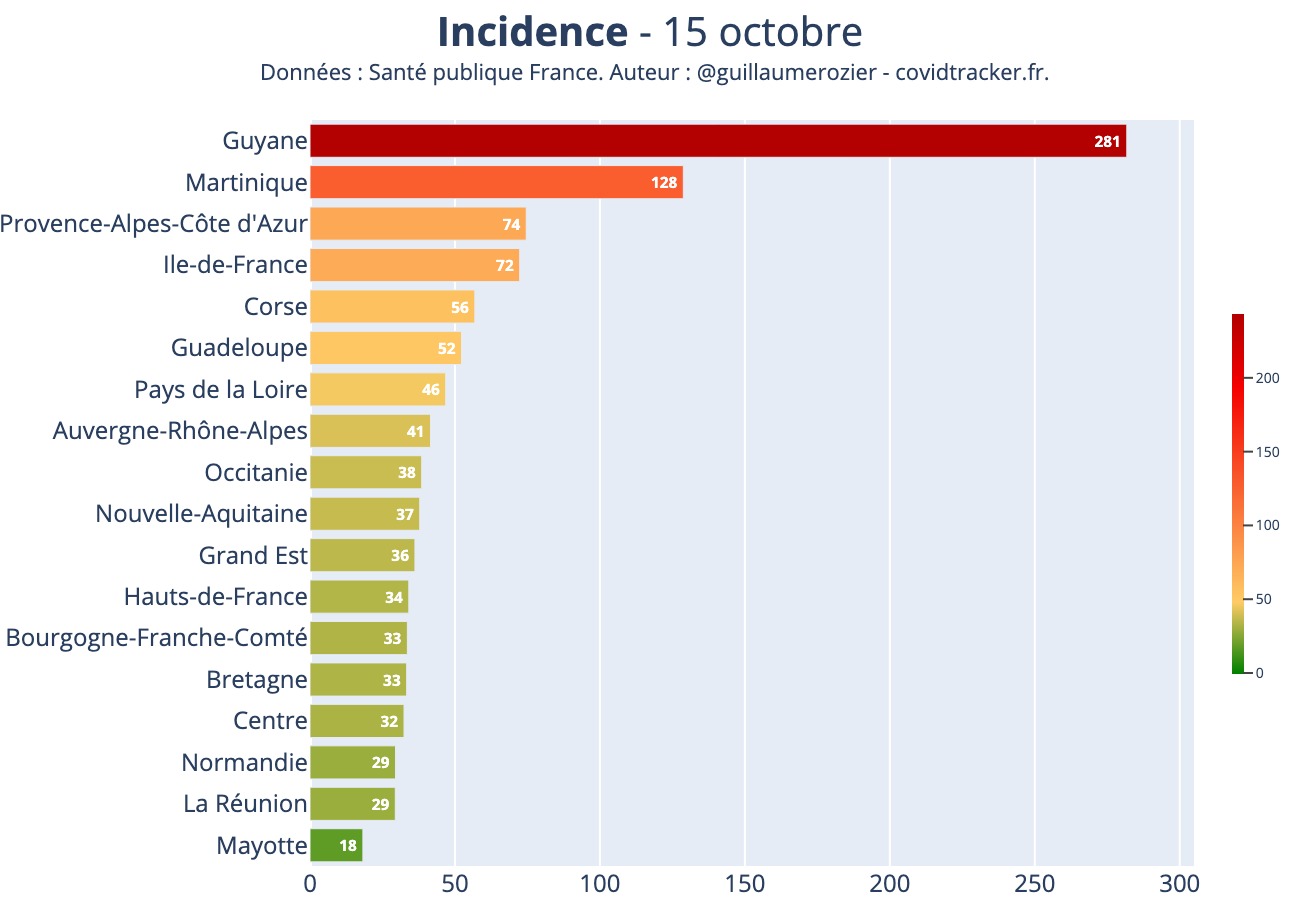 Incidence - 15 octobre
Données : Santé publique France. Auteur : @guillaumerozier - covidtracker.fr.
Guyane 281
Martinique 128
Provence-Alpes-Côte d'Azur 74
Ile-de-France 72
Corse 56
Guadeloupe 52
Pays de la Loire 46
Auvergne-Rhône-Alpes 41
Occitanie 38
Nouvelle-Aquitaine 37
Grand Est 36
Hauts-de-France 34
Bourgogne-Franche-Comté 33
Bretagne 33
Centre 32
Normandie 29
La Réunion 29
Mayotte 18
0 50 100 150 200 250 300
200
150
100
50
0